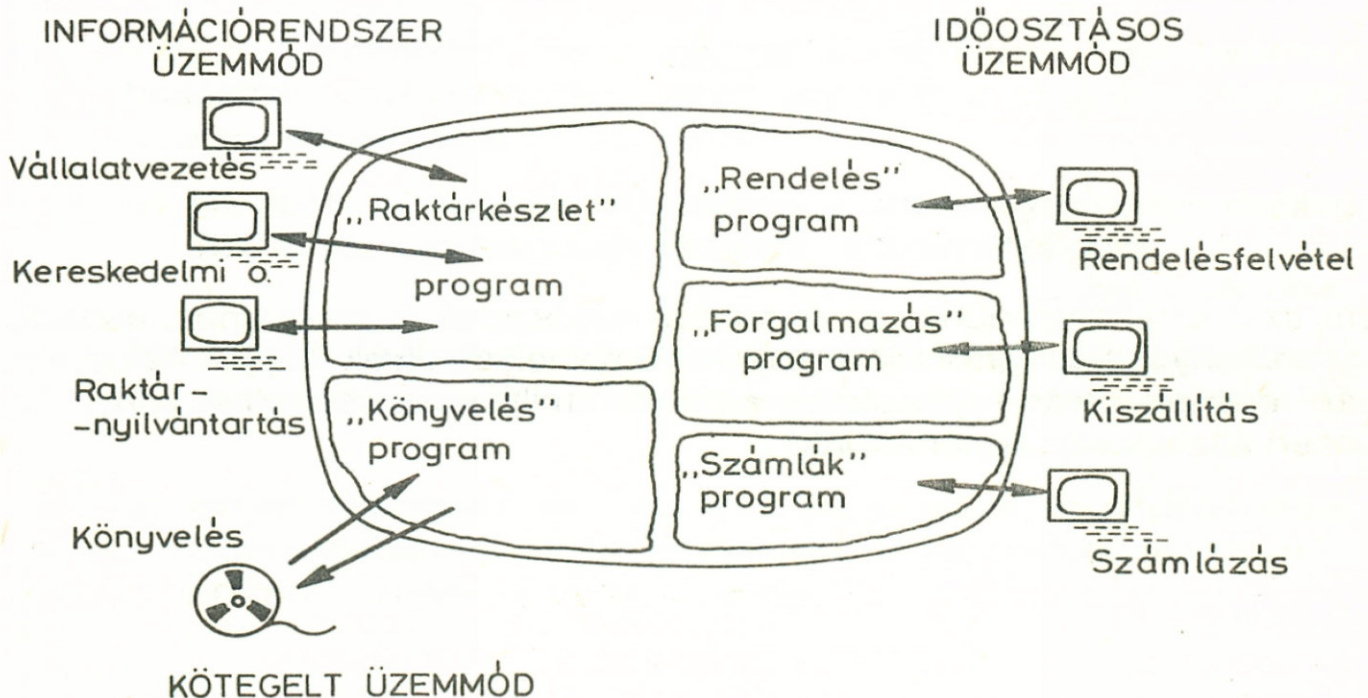 INFORMÁCIÓRENDSZER
ÜZEMMÓD
Vállalatvezetés
Kereskedelmi o.
Raktár-
-nyilvántartás
Könyvelés
KÖTEGELT ÜZEMMÓD
„Raktárkészlet”
program
„Könyvelés”
program
„Rendelés”
program
„Forgalmazás”
program
„Számlák”
program
IDŐOSZTÁSOS
ÜZEMMÓD
Rendelésfelvétel
Kiszállítás
Számlázás